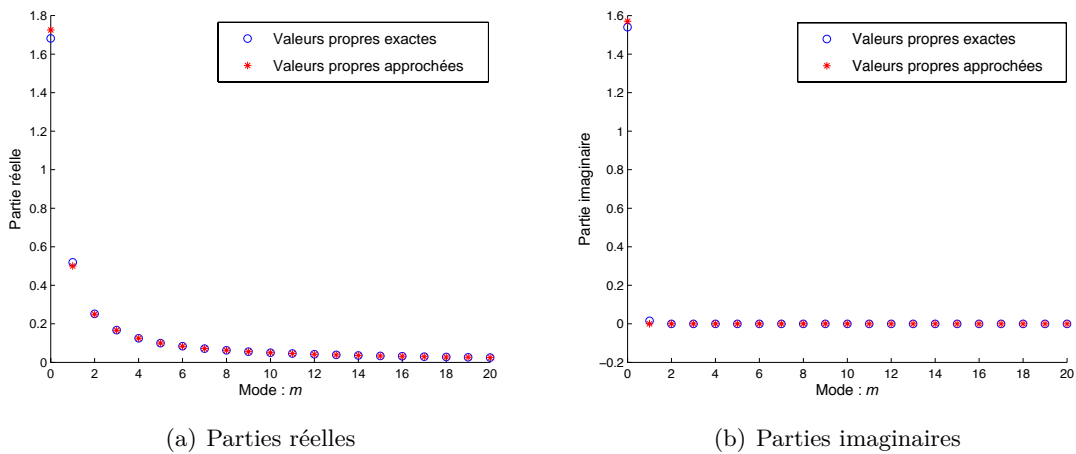 1.8
1.6
1.4
1.2
1
0.8
0.6
0.4
0.2
0
Partie réelle
0 2 4 6 8 10 12 14 16 18 20
Mode : m
Valeurs propres exactes
Valeurs propres approchées
(a) Parties réelles
1.6
1.4
1.2
1
0.8
0.6
0.4
0.2
0
−0.2
Partie imaginaire
0 2 4 6 8 10 12 14 16 18 20
Mode : m
Valeurs propres exactes
Valeurs propres approchées
(b) Parties imaginaires